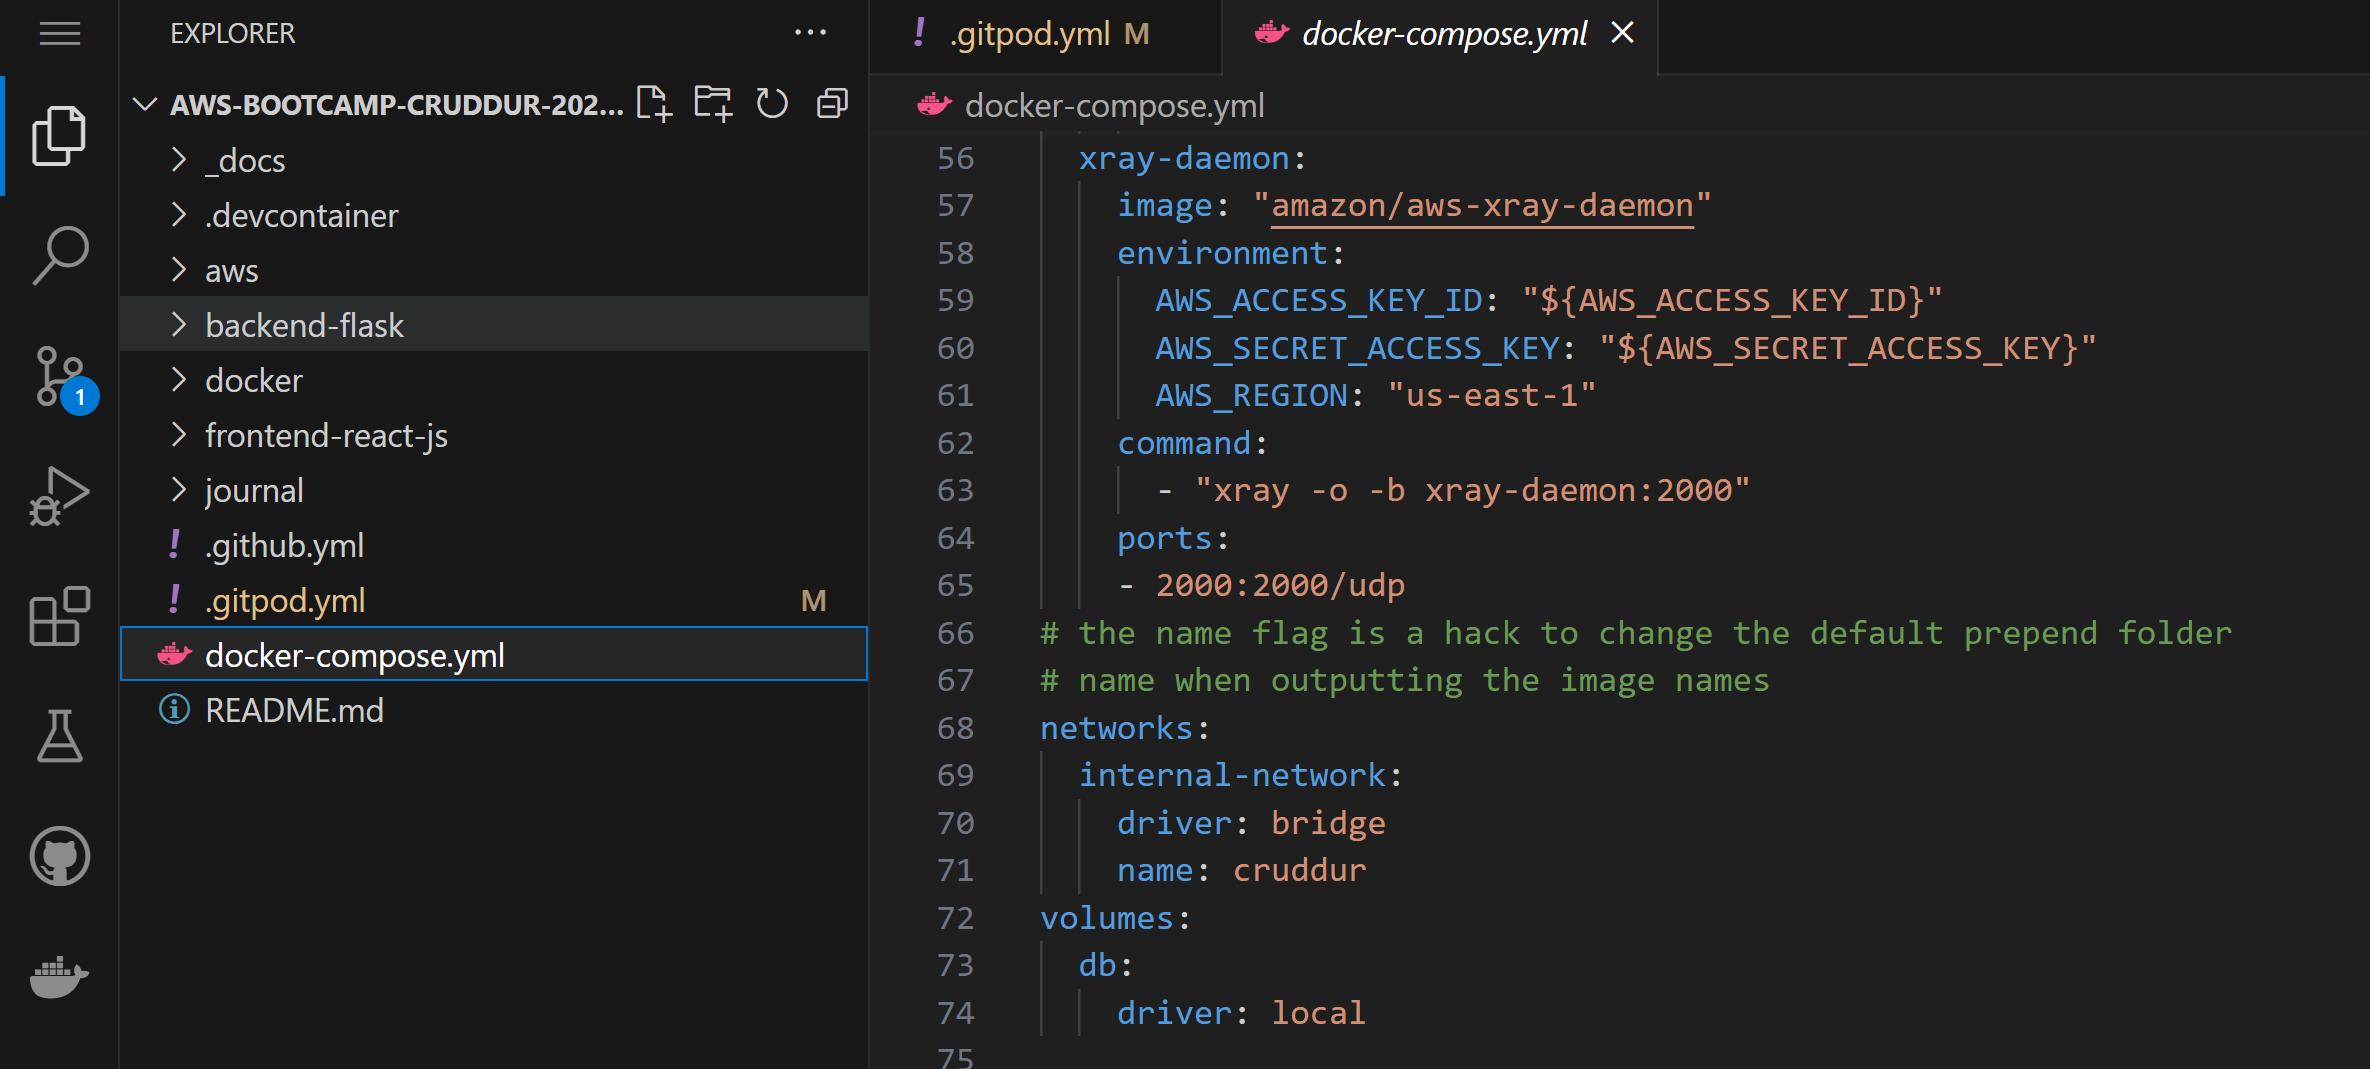 EXPLORER
AWS-BOOTCAMP-CRUDDUR-202...
_docs
.devcontainer
aws
backend-flask
docker
frontend-react-js
journal
! .github.yml
! .gitpod.yml M
docker-compose.yml
README.md
1
! .gitpod.yml M
docker-compose.yml
docker-compose.yml
56 xray-daemon:
57 image: "amazon/aws-xray-daemon"
58 environment:
59 AWS_ACCESS_KEY_ID: "${AWS_ACCESS_KEY_ID}"
60 AWS_SECRET_ACCESS_KEY: "${AWS_SECRET_ACCESS_KEY}"
61 AWS_REGION: "us-east-1"
62 command:
63 - "xray -o -b xray-daemon:2000"
64 ports:
65 - 2000:2000/udp
66 # the name flag is a hack to change the default prepend folder
67 # name when outputting the image names
68 networks:
69 internal-network:
70 driver: bridge
71 name: cruddur
72 volumes:
73 db:
74 driver: local
75